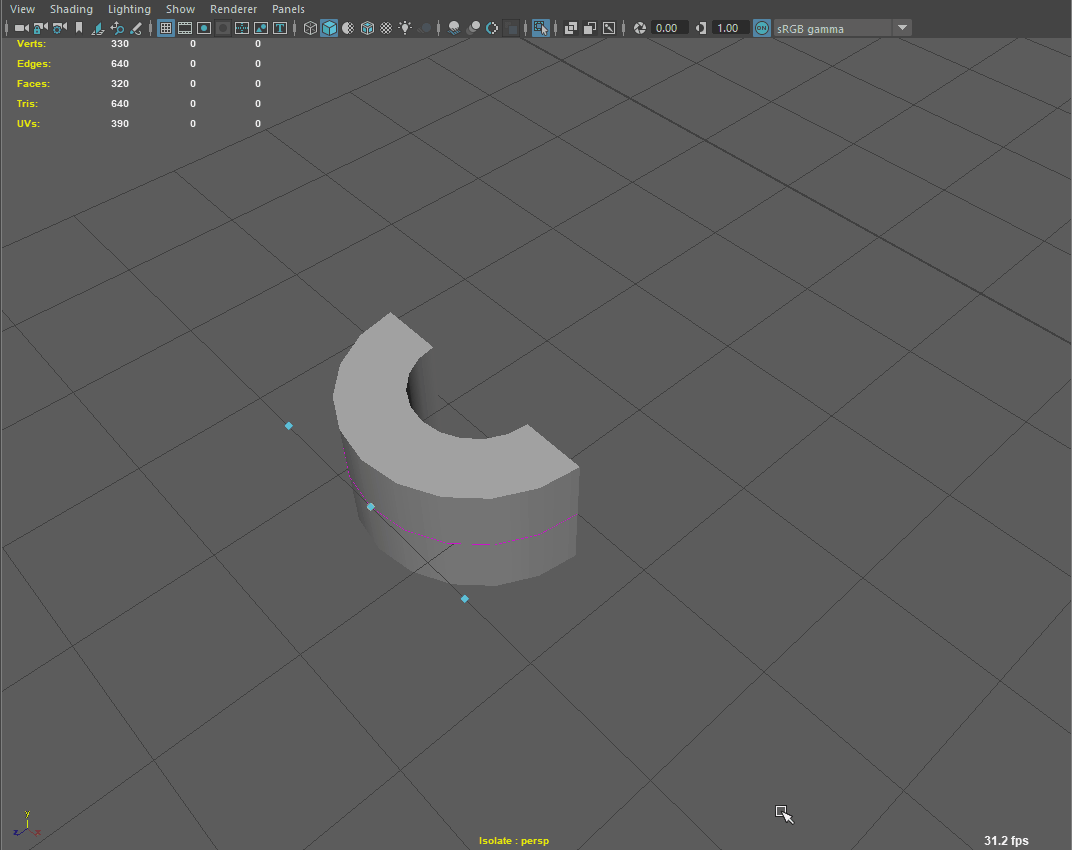 View Shading Lighting Show Renderer Panels
0.00 1.00 ON sRGB gamma
Verts: 330 0 0
Edges: 640 0 0
Faces: 320 0 0
Tris: 640 0 0
UVs: 390 0 0
y
z x
Isolate : persp
31.2 fps